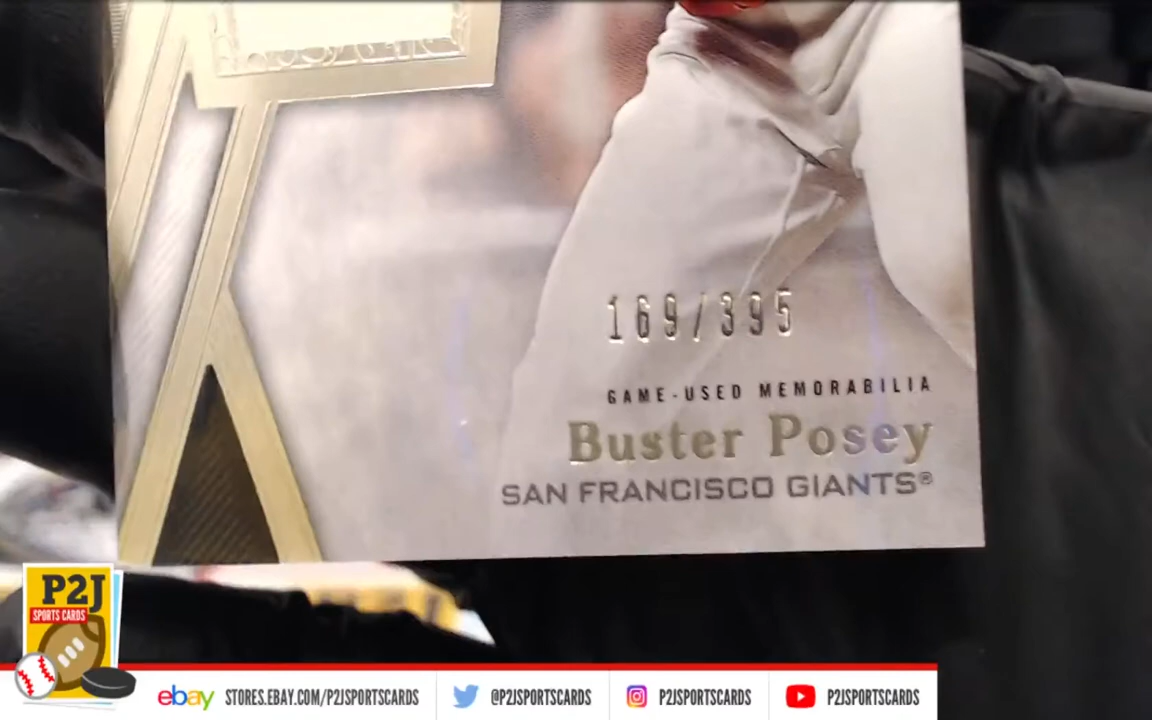 169/395
GAME-USED MEMORABILIA
Buster Posey
SAN FRANCISCO GIANTS®
P2J
SPORTS CARDS
ebay STORES.EBAY.COM/P2JSPORTSCARDS @P2JSPORTSCARDS P2JSPORTSCARDS P2JSPORTSCARDS